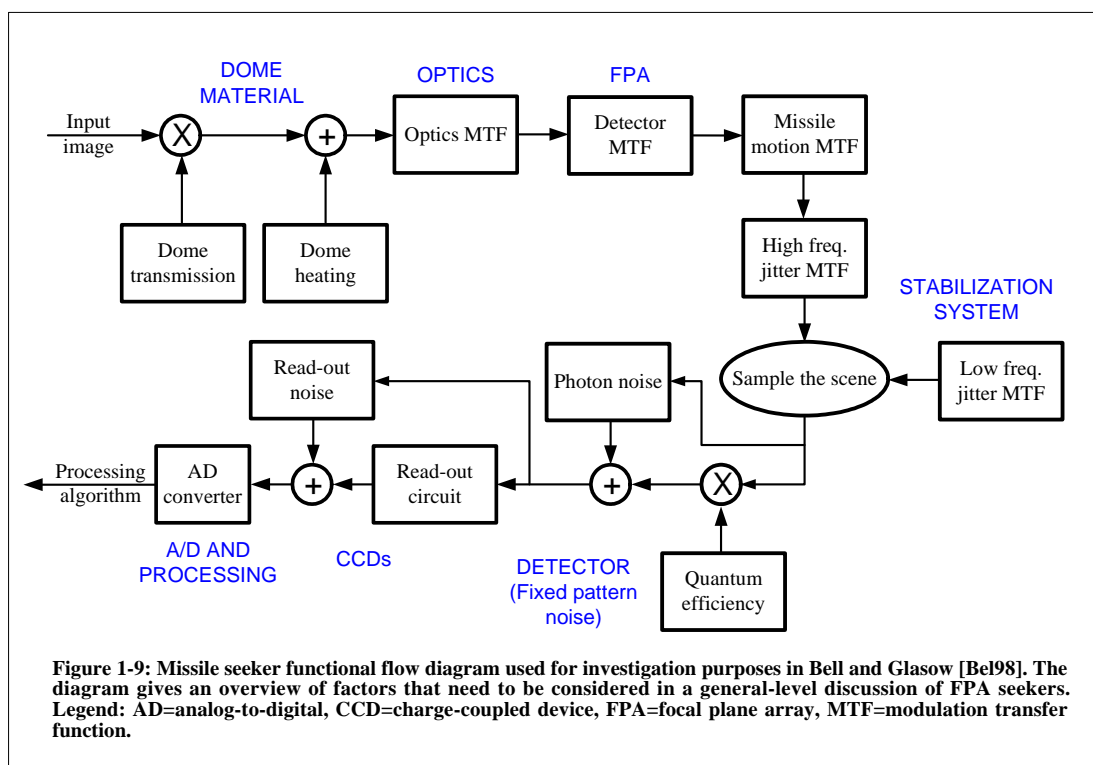 DOME
MATERIAL
OPTICS
FPA
Input
image
X
+
Optics MTF
Detector
MTF
Missile
motion MTF
Dome
transmission
Dome
heating
High freq.
jitter MTF
STABILIZATION
SYSTEM
Read-out
noise
Photon noise
Sample the scene
Low freq.
jitter MTF
Processing
algorithm
AD
converter
+
Read-out
circuit
+
X
A/D AND
PROCESSING
CCDs
DETECTOR
(Fixed pattern
noise)
Quantum
efficiency
Figure 1-9: Missile seeker functional flow diagram used for investigation purposes in Bell and Glasow [Bel98]. The
diagram gives an overview of factors that need to be considered in a general-level discussion of FPA seekers.
Legend: AD=analog-to-digital, CCD=charge-coupled device, FPA=focal plane array, MTF=modulation transfer
function.